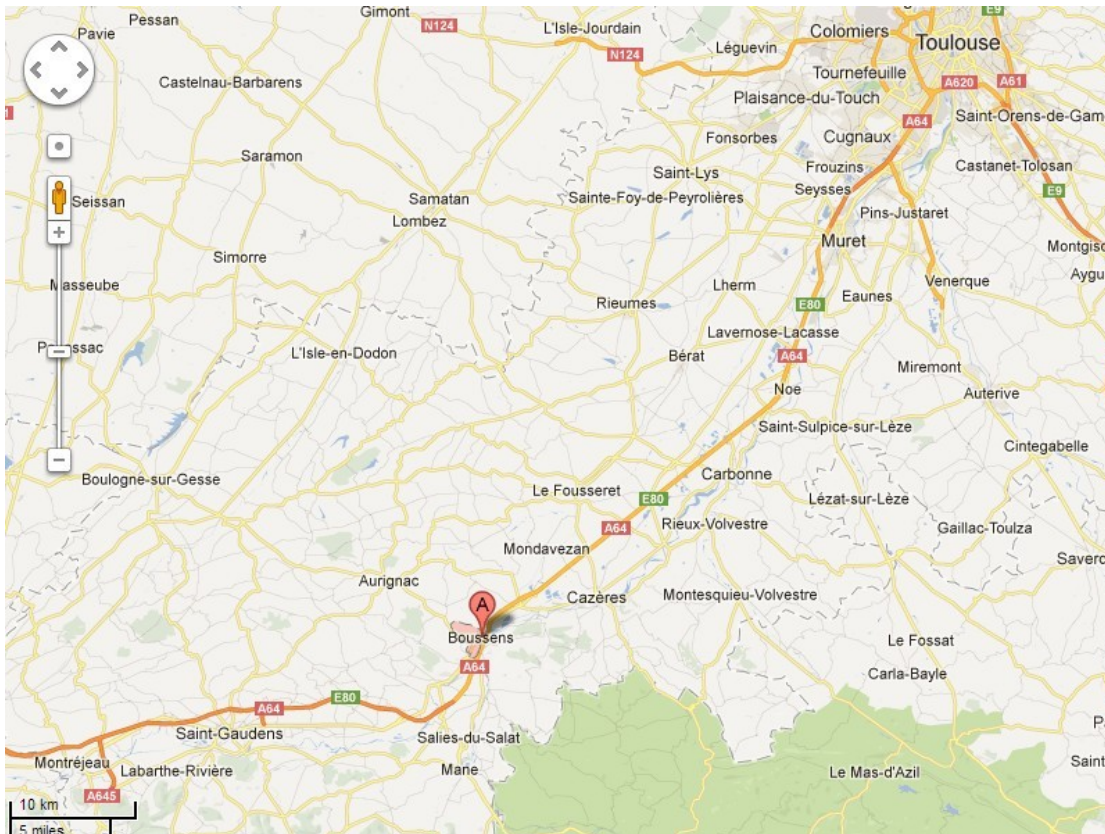 Pessan
Gimont
E9
Pavie
N124
L'Isle-Jourdain
Colomiers
Toulouse
Léguevin
N124
Castelnau-Barbarens
Tournefeuille
A620
A61
Plaisance-du-Touch
Saint-Orens-de-Game
A64
Fonsorbes
Cugnaux
Saramon
Frouzins
Castanet-Tolosan
Saint-Lys
Seysses
E9
Seissan
Samatan
Sainte-Foy-de-Peyrolières
Lombez
Pins-Justaret
Muret
Montgisc
Simorre
Aygu
Masseube
Lherm
Venerque
Rieumes
E80
Eaunes
Lavernose-Lacasse
L'Isle-en-Dodon
Bérat
A64
Miremont
Noe
Auterive
Saint-Sulpice-sur-Lèze
Cintegabelle
Boulogne-sur-Gesse
Carbonne
Le Fousseret
E80
Lézat-sur-Lèze
A64
Rieux-Volvestre
Gaillac-Toulza
Mondavezan
Saverd
Aurignac
Cazères
Montesquieu-Volvestre
A
Boussens
Le Fossat
A64
Carla-Bayle
E80
A64
Saint-Gaudens
Salies-du-Salat
Montréjeau
Labarthe-Rivière
Mane
Le Mas-d'Azil
Saint
A645
10 km
5 miles